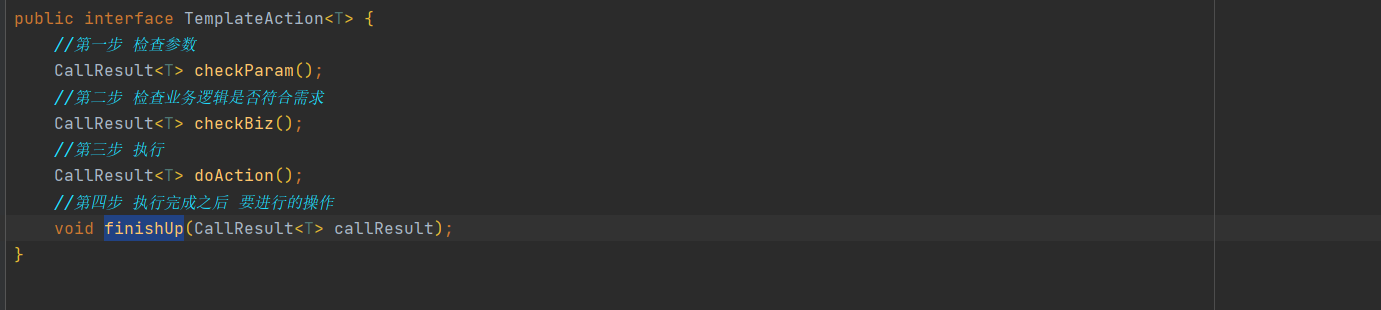 public interface TemplateAction<T> {
    //第一步 检查参数
    CallResult<T> checkParam();
    //第二步 检查业务逻辑是否符合需求
    CallResult<T> checkBiz();
    //第三步 执行
    CallResult<T> doAction();
    //第四步 执行完成之后 要进行的操作
    void finishUp(CallResult<T> callResult);
}